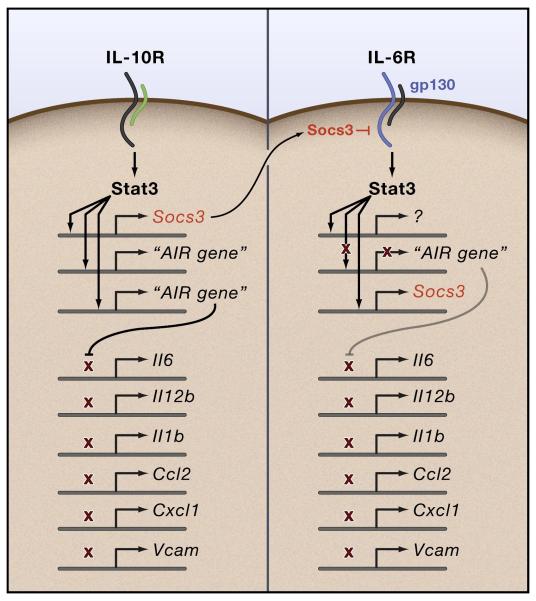 IL-10R
Stat3
Socs3
“AIR gene”
“AIR gene”
x Il6
x Il12b
x Il1b
x Ccl2
x Cxcl1
x Vcam
IL-6R
gp130
Socs3
Stat3
?
x x “AIR gene”
Socs3
x Il6
x Il12b
x Il1b
x Ccl2
x Cxcl1
x Vcam